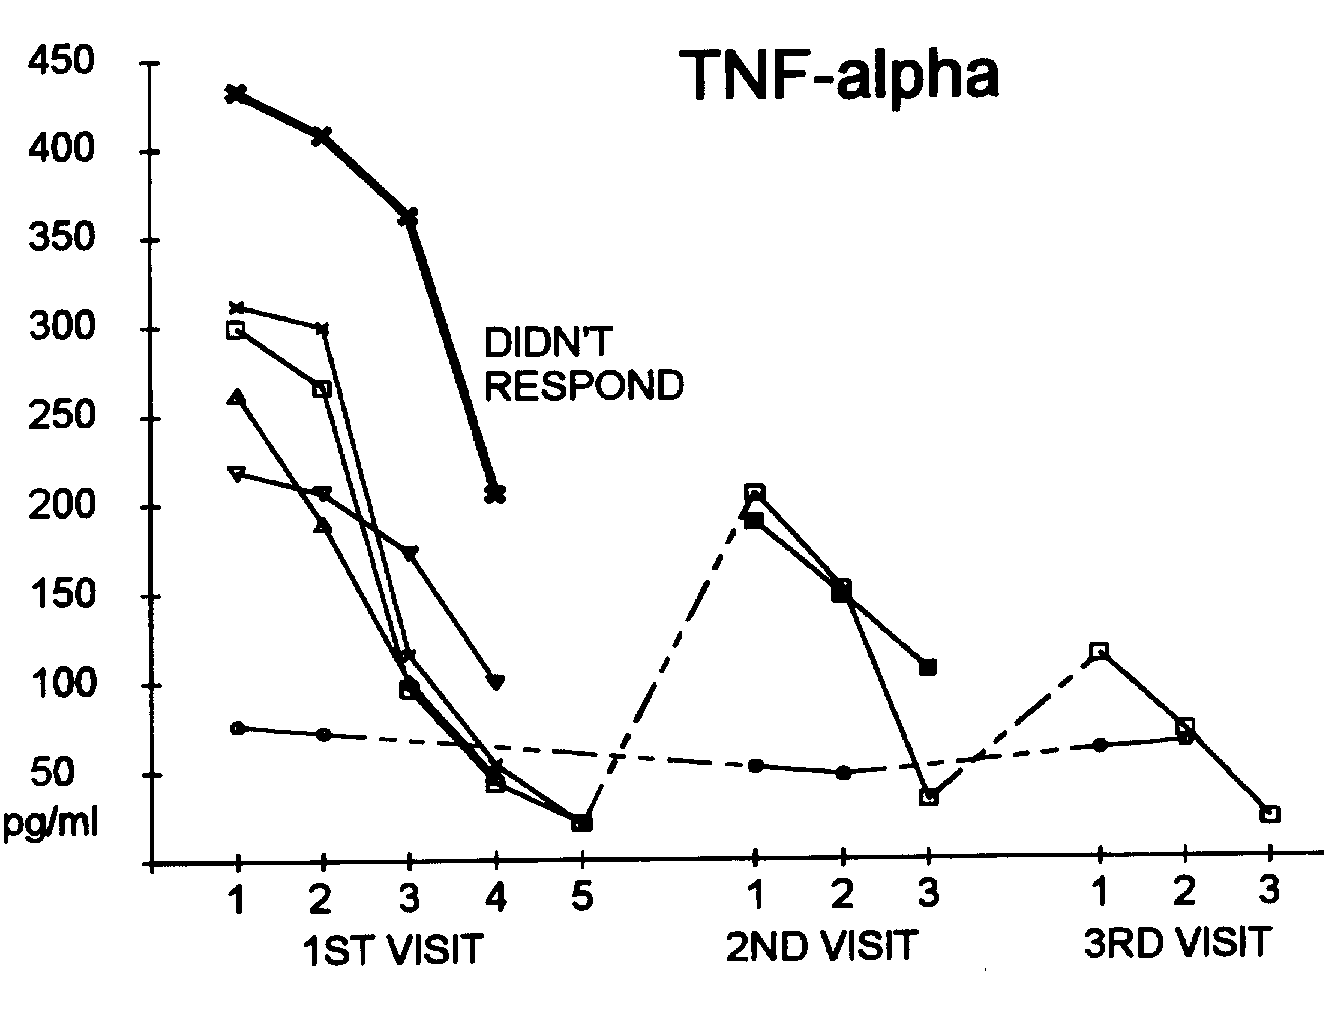 TNF-alpha
450
400
350
300
250
200
150
100
50
pg/ml
DIDN'T
RESPOND
1 2 3 4 5 1 2 3 1 2 3
1ST VISIT 2ND VISIT 3RD VISIT